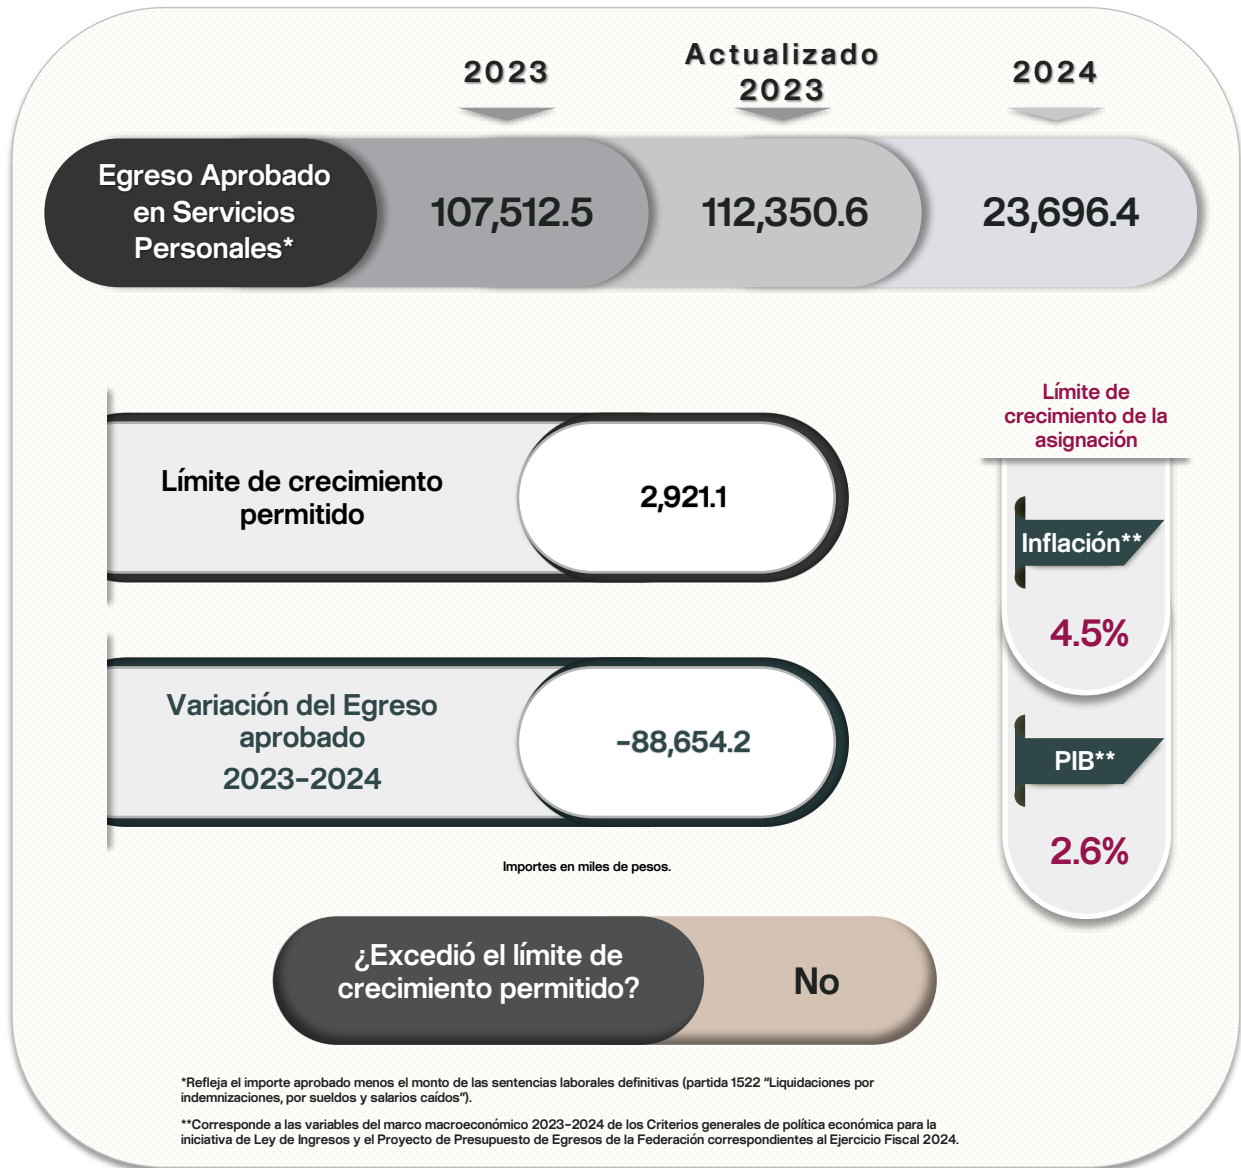 2023
Actualizado
2023
2024
Egreso Aprobado
en Servicios
Personales*
107,512.5
112,350.6
23,696.4
Límite de crecimiento
permitido
2,921.1
Límite de
crecimiento de la
asignación
Inflación**
4.5%
Variación del Egreso
aprobado
2023-2024
-88,654.2
PIB**
2.6%
Importes en miles de pesos.
¿Excedió el límite de
crecimiento permitido?
No
*Refleja el importe aprobado menos el monto de las sentencias laborales definitivas (partida 1522 "Liquidaciones por
indemnizaciones, por sueldos y salarios caídos").
**Corresponde a las variables del marco macroeconómico 2023-2024 de los Criterios generales de política económica para la
iniciativa de Ley de Ingresos y el Proyecto de Presupuesto de Egresos de la Federación correspondientes al Ejercicio Fiscal 2024.